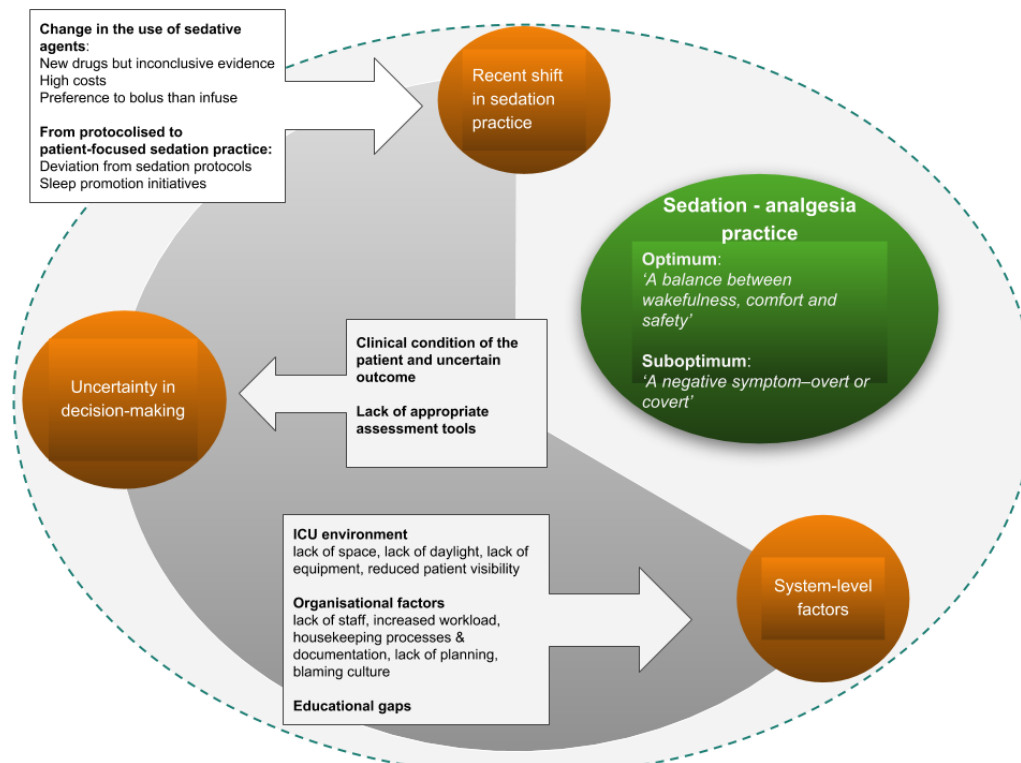 Change in the use of sedative
agents:
New drugs but inconclusive evidence
High costs
Preference to bolus than infuse
From protocolised to
patient-focused sedation practice:
Deviation from sedation protocols
Sleep promotion initiatives
Recent shift
in sedation
practice
Sedation - analgesia
practice
Optimum:
‘A balance between
wakefulness, comfort and
safety’
Suboptimum:
‘A negative symptom–overt or
covert’
Clinical condition of the
patient and uncertain
outcome
Lack of appropriate
assessment tools
Uncertainty in
decision-making
ICU environment
lack of space, lack of daylight, lack of
equipment, reduced patient visibility
Organisational factors
lack of staff, increased workload,
housekeeping processes &
documentation, lack of planning,
blaming culture
Educational gaps
System-level
factors